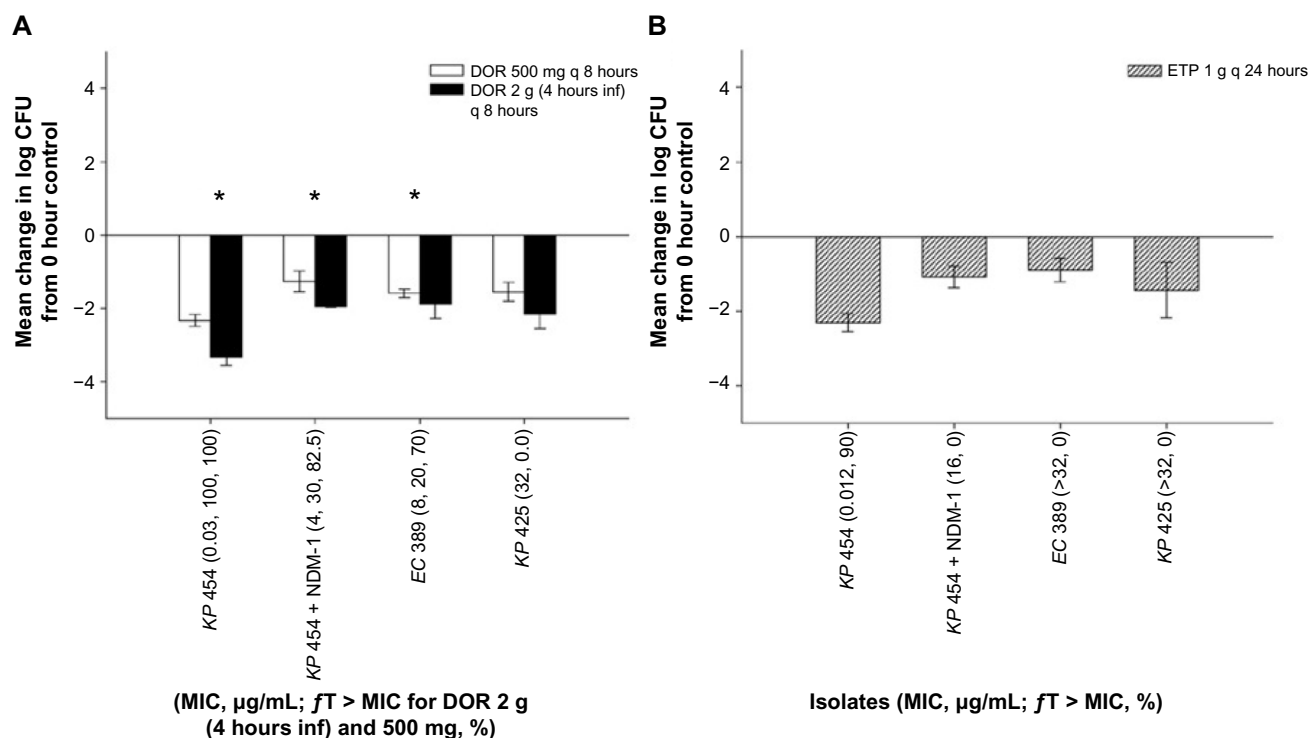 A
DOR 500 mg q 8 hours
DOR 2 g (4 hours inf)
q 8 hours
Mean change in log CFU
from 0 hour control
4
2
0
−2
−4
*
*
*
KP 454 (0.03, 100, 100)
KP 454 + NDM-1 (4, 30, 82.5)
EC 389 (8, 20, 70)
KP 425 (32, 0.0)
(MIC, µg/mL; ƒT > MIC for DOR 2 g
(4 hours inf) and 500 mg, %)
B
ETP 1 g q 24 hours
Mean change in log CFU
from 0 hour control
4
2
0
−2
−4
KP 454 (0.012, 90)
KP 454 + NDM-1 (16, 0)
EC 389 (>32, 0)
KP 425 (>32, 0)
Isolates (MIC, µg/mL; ƒT > MIC, %)